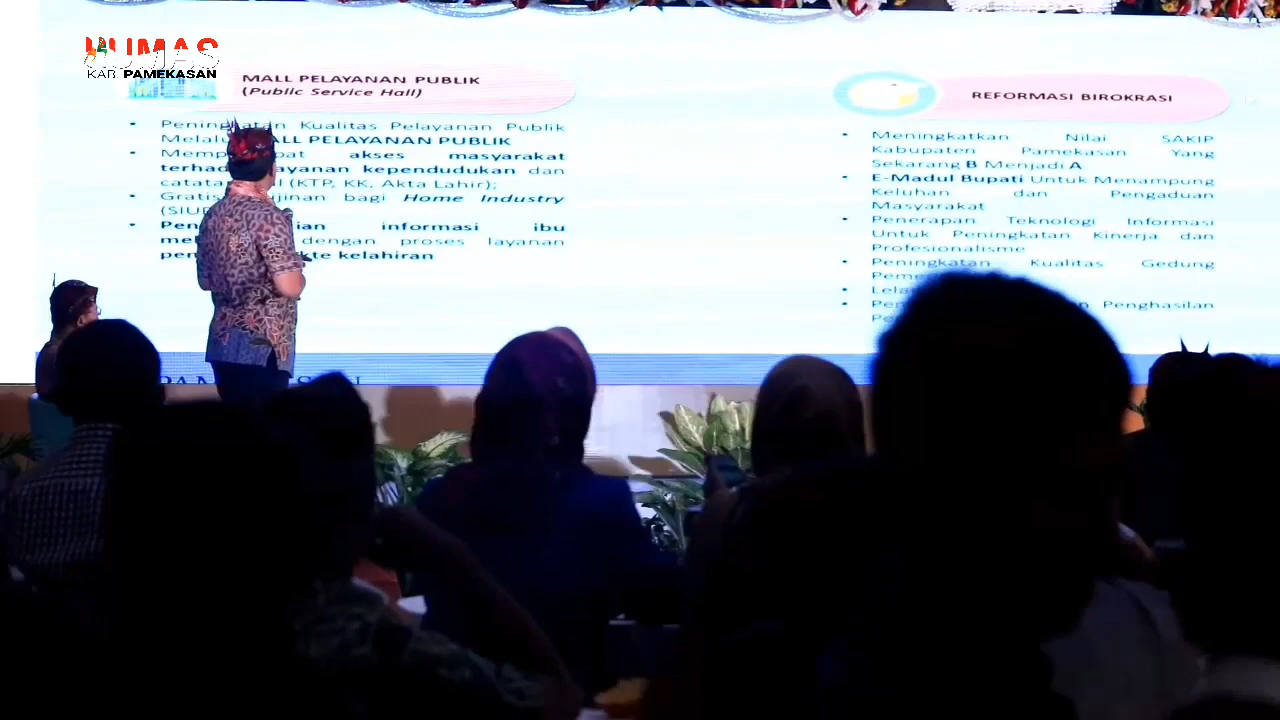 HUMAS
KAB PAMEKASAN
MALL PELAYANAN PUBLIK
(Public Service Hall)
• Peningkatan Kualitas Pelayanan Publik
MALL PELAYANAN PUBLIK
• akses masyarakat
kependudukan dan
(KTP, KK. Akta Lahir);
• Gratis bagi Home Industry
• informasi ibu
dengan proses layanan
kelahiran
REFORMASI BIROKRASI
• Meningkatkan Nilai SAKIP
Kabupaten Pamekasan Yang
Sekarang B Menjadi A
• E-Madul Bupati Untuk Menampung
Keluhan dan Pengaduan
Masyarakat
• Penerapan Teknologi Informasi
Untuk Peningkatan Kinerja dan
Profesionalisme
• Peningkatan Kualitas Gedung
• Penghasilan